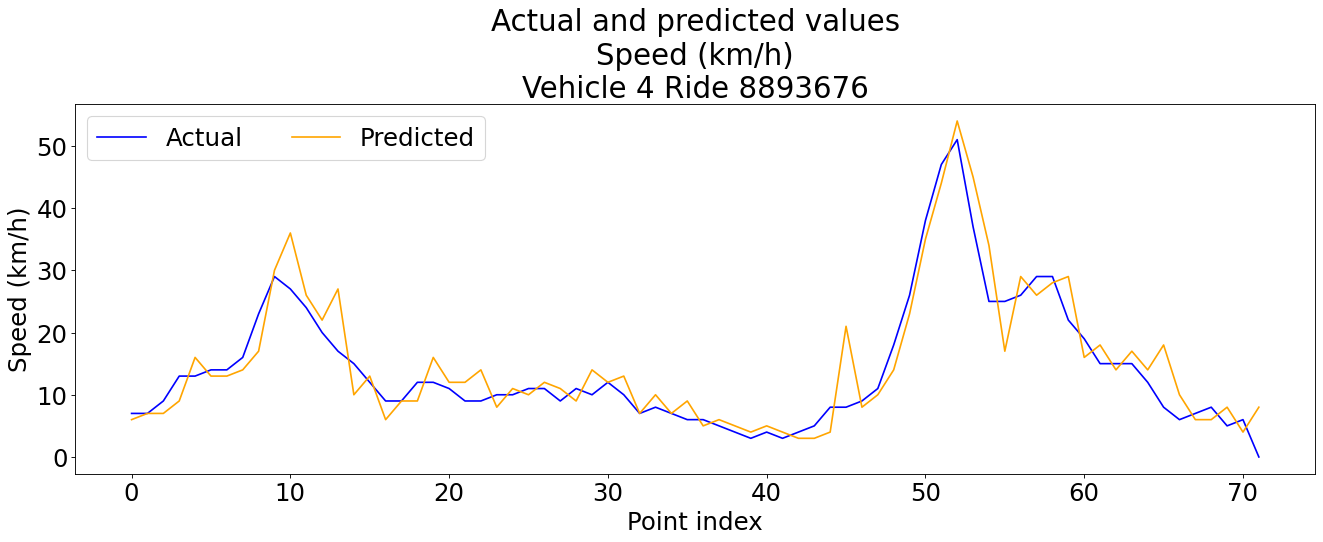 Actual and predicted values
Speed (km/h)
Vehicle 4 Ride 8893676
Actual Predicted
50
40
30
20
10
0
Speed (km/h)
0 10 20 30 40 50 60 70
Point index